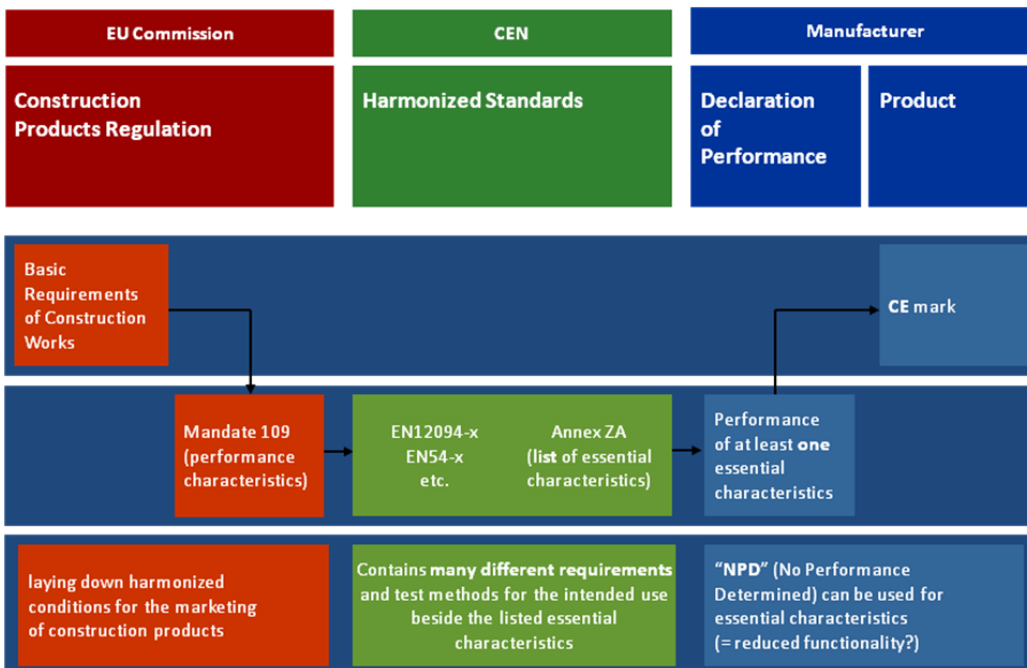 EU Commission
CEN
Manufacturer
Construction
Products Regulation
Harmonized Standards
Declaration
of
Performance
Product
Basic
Requirements
of Construction
Works
CE mark
Mandate 109
(performance
characteristics)
EN12094-x
EN54-x
etc.
Annex ZA
(list of essential
characteristics)
Performance
of at least one
essential
characteristics
laying down harmonized
conditions for the marketing
of construction products
Contains many different requirements
and test methods for the intended use
beside the listed essential
characteristics
“NPD” (No Performance
Determined) can be used for
essential characteristics
(= reduced functionality?)